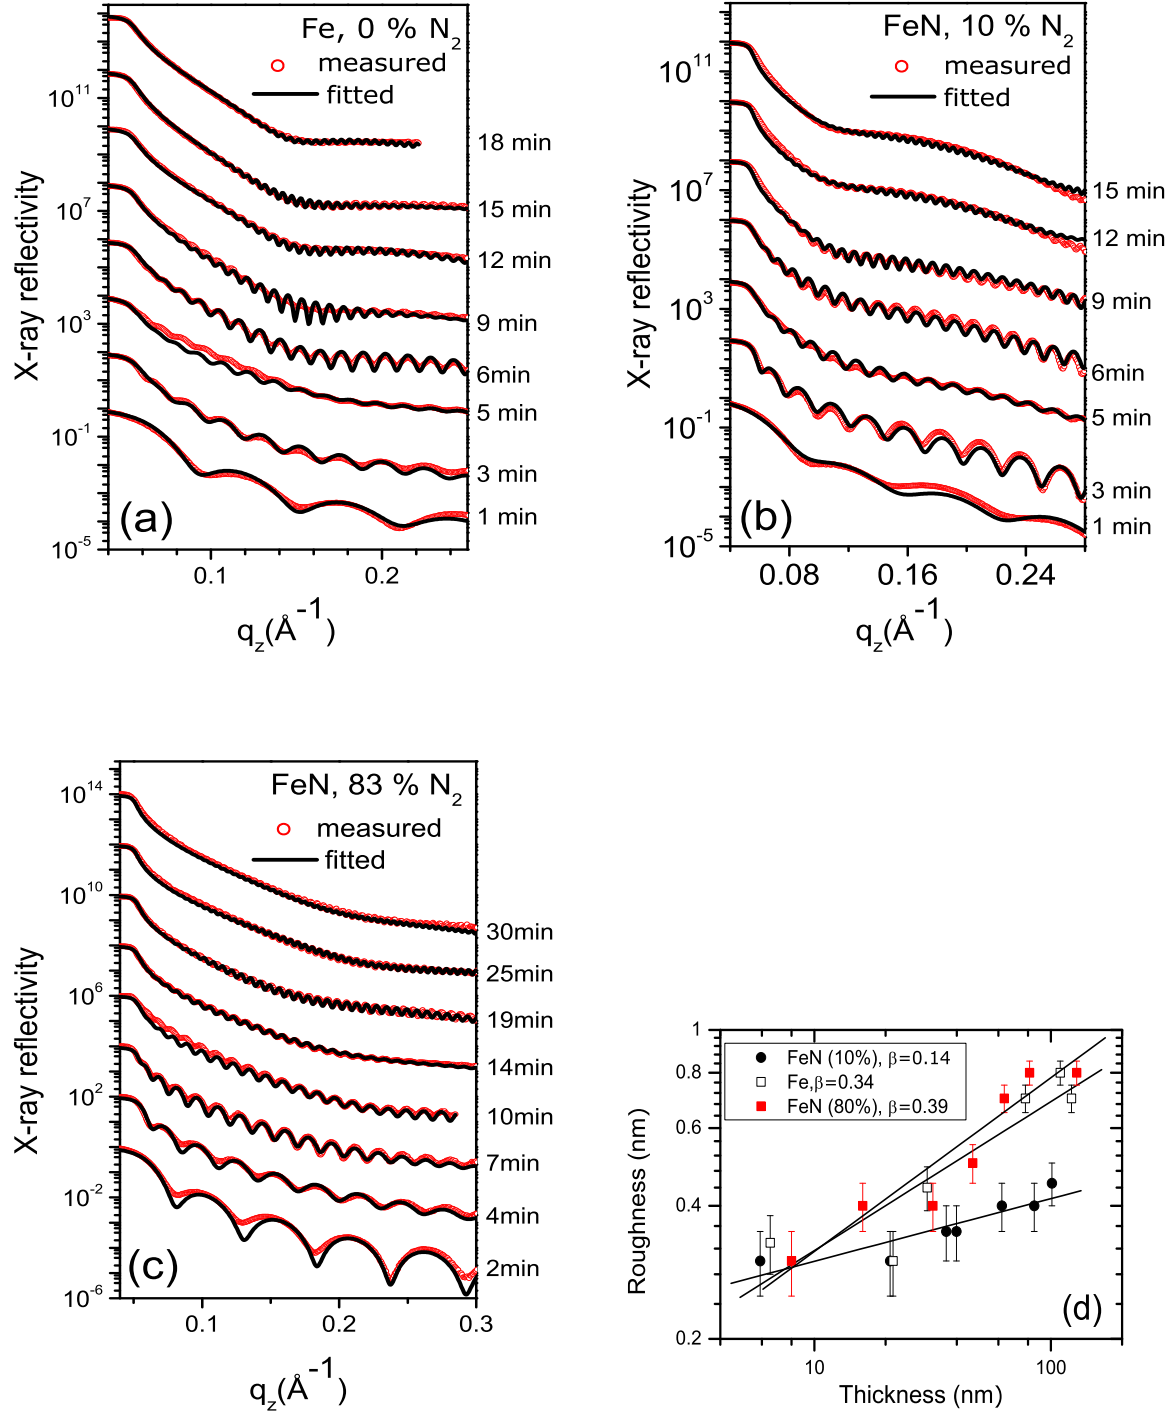 Fe, 0 % N2
measured
fitted
X-ray reflectivity
10^11
10^7
10^3
10^-1
10^-5
18 min
15 min
12 min
9 min
6min
5 min
3 min
1 min
(a)
0.1
0.2
qz(Å^-1)
FeN, 10 % N2
measured
fitted
X-ray reflectivity
10^11
10^7
10^3
10^-1
10^-5
15 min
12 min
9 min
6min
5 min
3 min
1 min
(b)
0.08
0.16
0.24
qz(Å^-1)
FeN, 83 % N2
measured
fitted
X-ray reflectivity
10^14
10^10
10^6
10^2
10^-2
10^-6
30min
25min
19min
14min
10min
7min
4min
2min
(c)
0.1
0.2
0.3
qz(Å^-1)
FeN (10%), β=0.14
Fe,β=0.34
FeN (80%), β=0.39
Roughness (nm)
1
0.8
0.6
0.4
0.2
(d)
10
100
Thickness (nm)